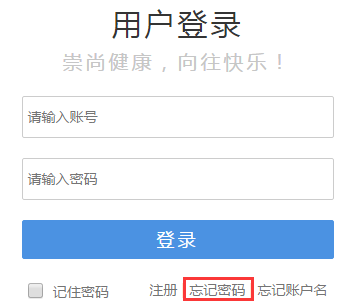 用户登录
崇尚健康，向往快乐！
请输入账号
请输入密码
登录
记住密码 注册 忘记密码 忘记账户名